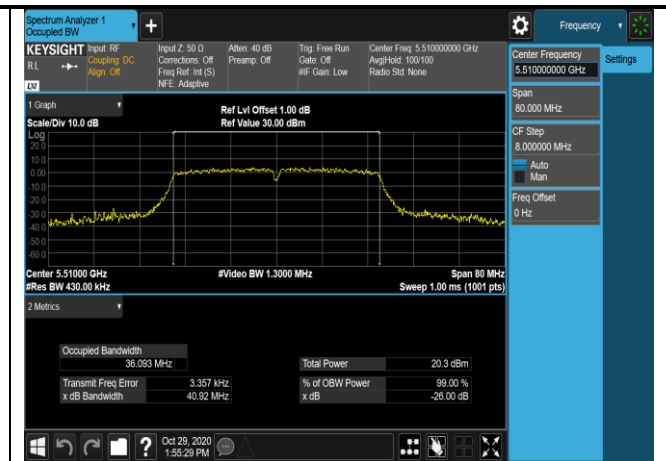 Spectrum Analyzer 1
Occupied BW
Frequency
KEYSIGHT
RL
LXI
Input: RF
Coupling: DC
Align: Off
Input Z: 50 Ω
Corrections: Off
Freq Ref: Int (S)
NFE: Adaptive
Atten: 40 dB
Preamp: Off
Trig: Free Run
Gate: Off
#IF Gain: Low
Center Freq: 5.510000000 GHz
Avg|Hold: 100/100
Radio Std: None
Center Frequency
5.510000000 GHz
Settings
Span
80.000 MHz
CF Step
8.000000 MHz
Auto
Man
Freq Offset
0 Hz
1 Graph
Scale/Div 10.0 dB
Ref Lvl Offset 1.00 dB
Ref Value 30.00 dBm
Log
20.0
10.0
0.00
-10.0
-20.0
-30.0
-40.0
-50.0
-60.0
Center 5.51000 GHz
#Res BW 430.00 kHz
#Video BW 1.3000 MHz
Span 80 MHz
Sweep 1.00 ms (1001 pts)
2 Metrics
Occupied Bandwidth
36.093 MHz
Total Power 20.3 dBm
Transmit Freq Error 3.357 kHz
% of OBW Power 99.00 %
x dB Bandwidth 40.92 MHz
x dB -26.00 dB
?
Oct 29, 2020
1:55:29 PM